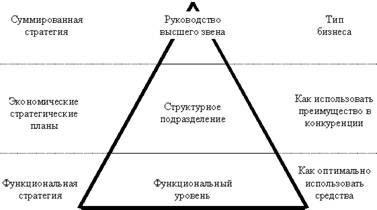 Суммированная
стратегия
Руководство
высшего звена
Тип
бизнеса
Экономические
стратегические
планы
Структурное
подразделение
Как использовать
преимущество в
конкуренции
Функциональная
стратегия
Функциональный
уровень
Как оптимально
использовать
средства